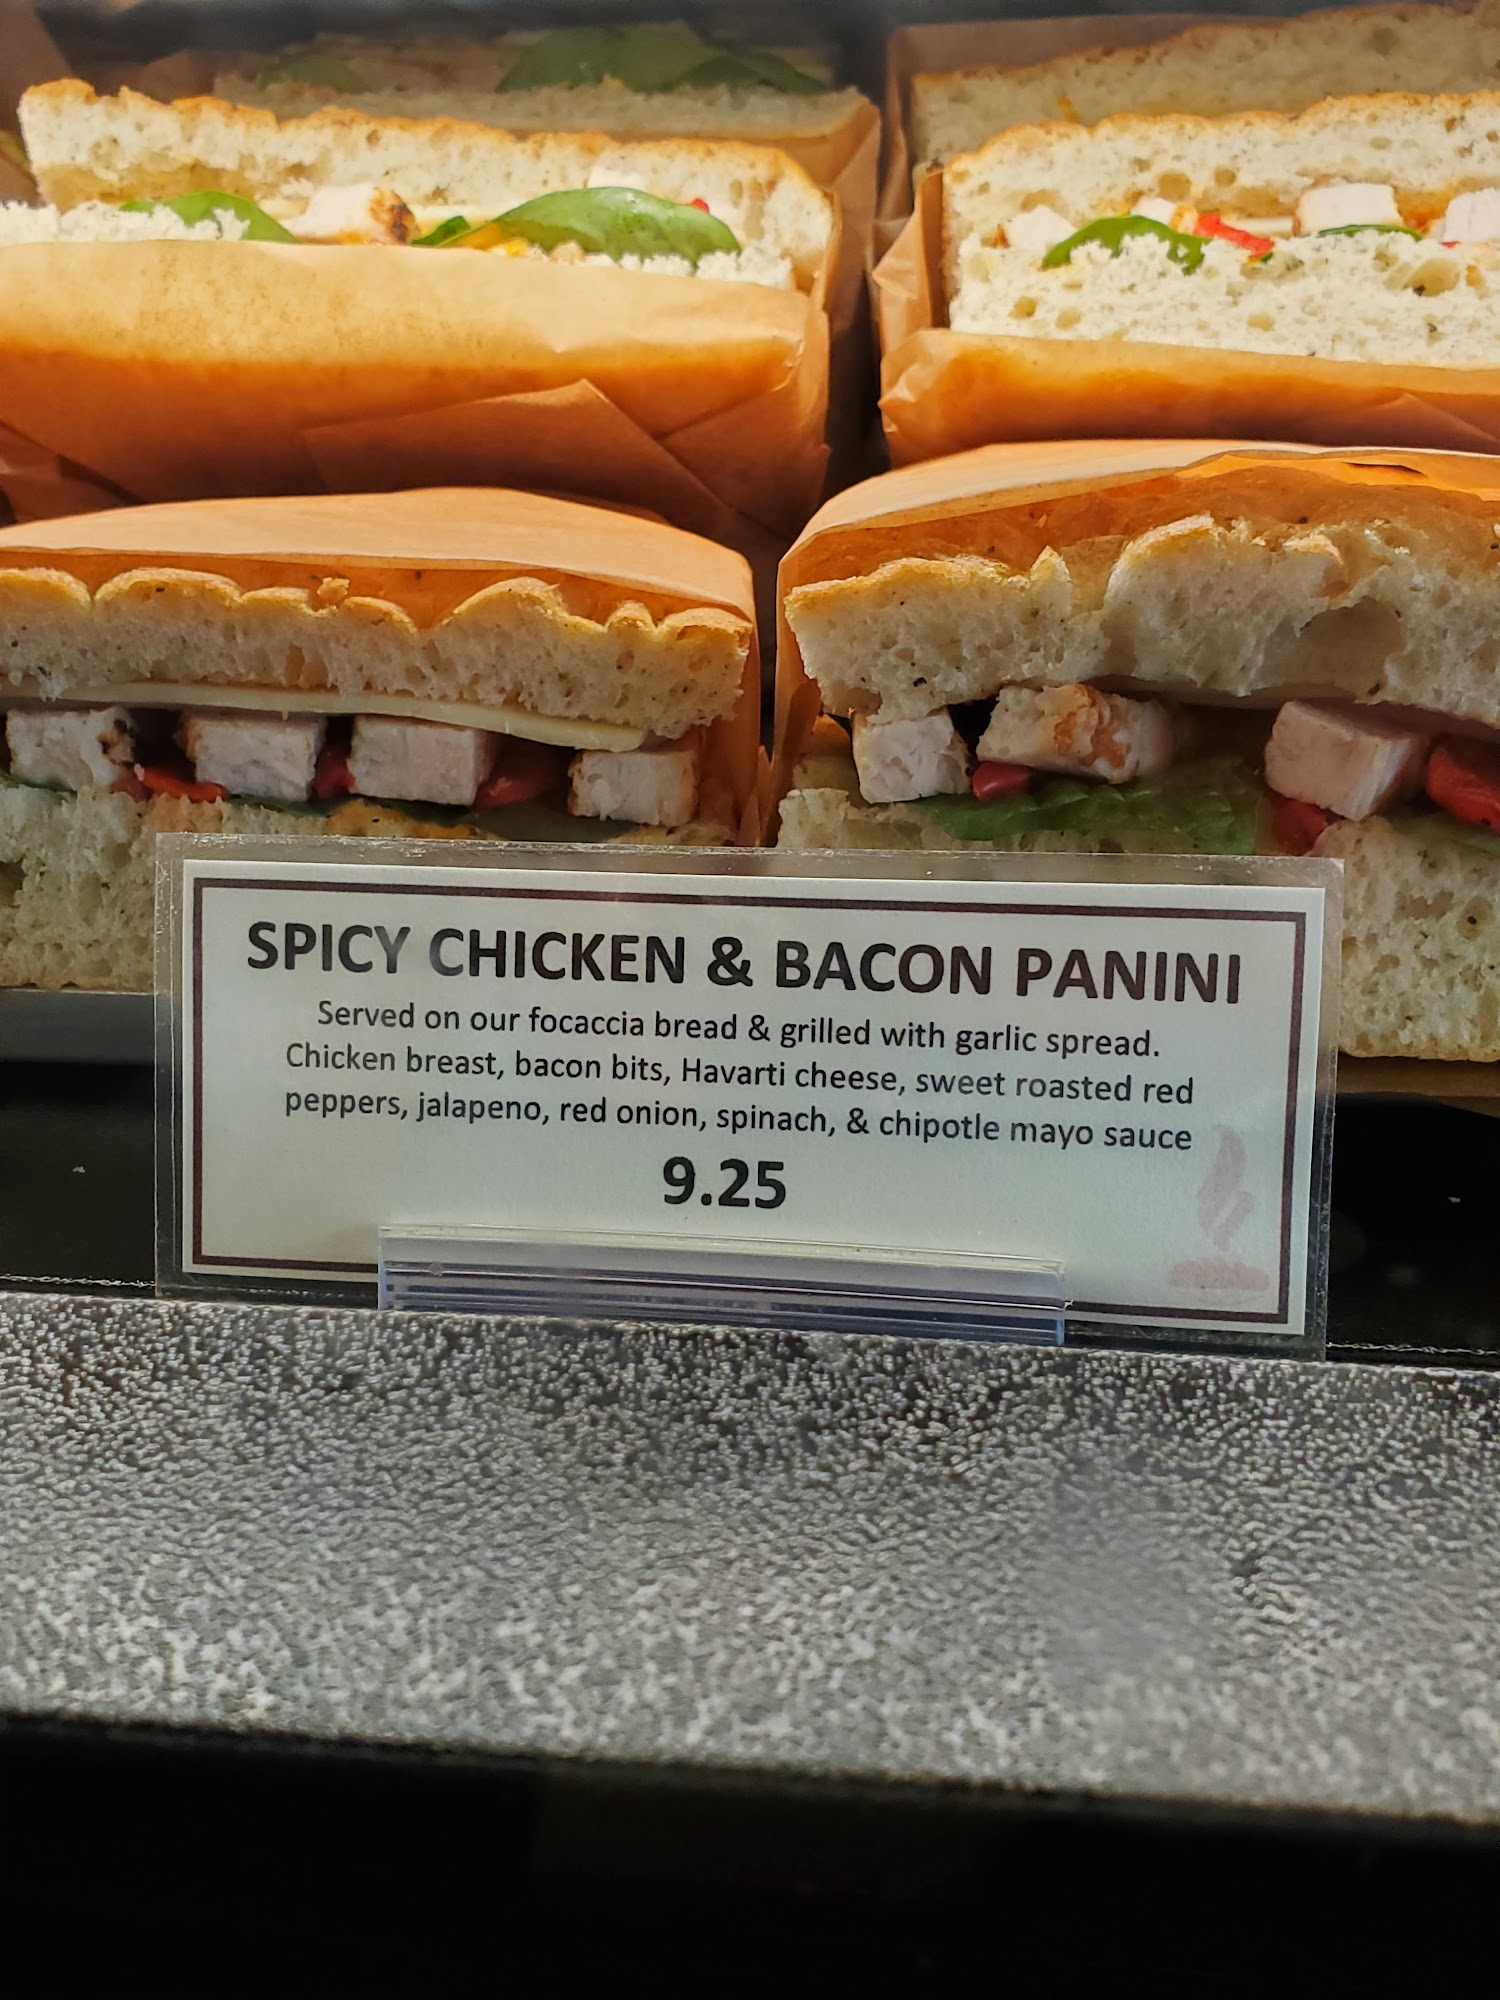 SPICY CHICKEN & BACON PANINI
Served on our focaccia bread & grilled with garlic spread.
Chicken breast, bacon bits, Havarti cheese, sweet roasted red
peppers, jalapeno, red onion, spinach, & chipotle mayo sauce
9.25